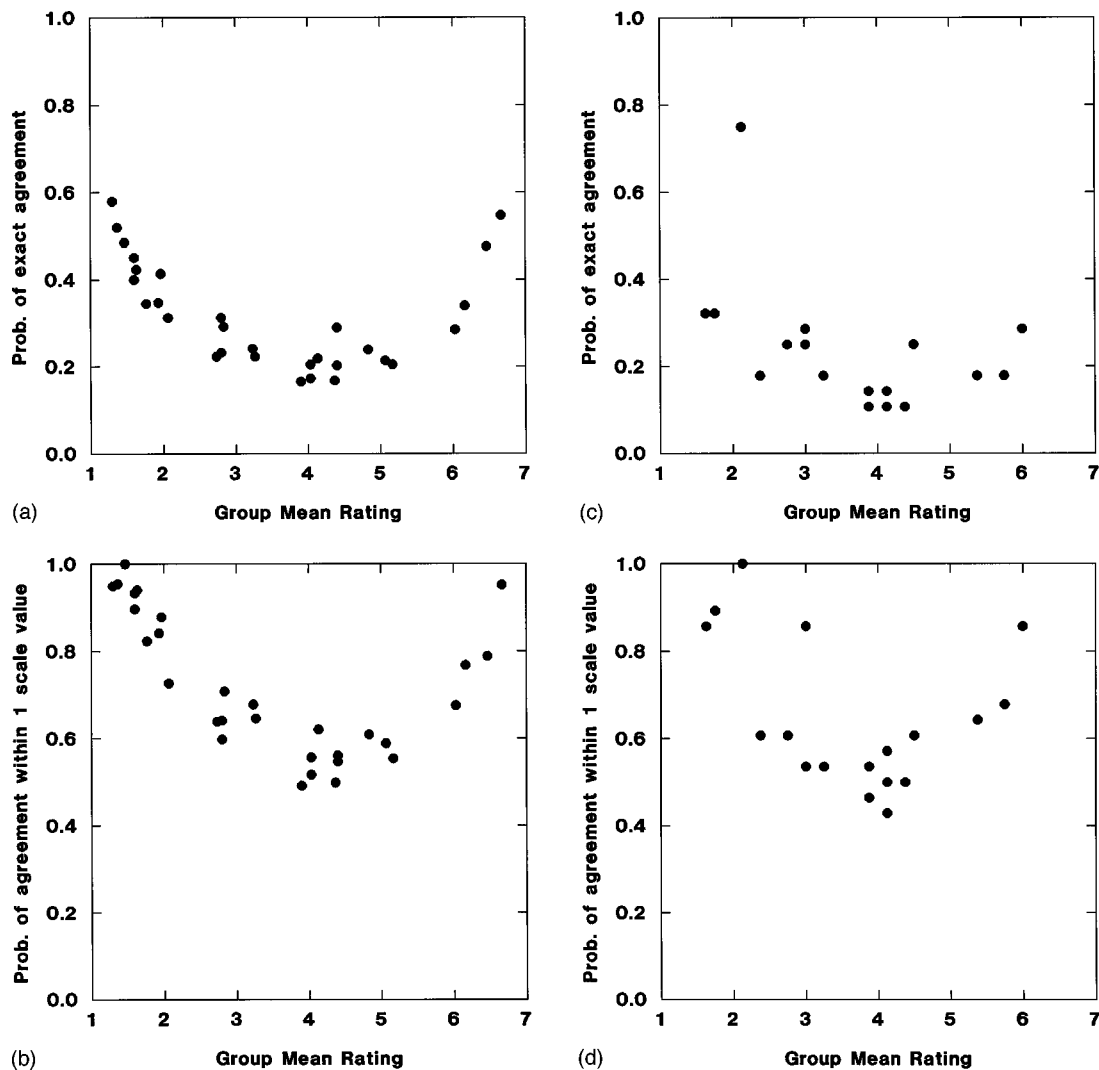 Prob. of exact agreement
1.0
0.8
0.6
0.4
0.2
0.0
1 2 3 4 5 6 7
Group Mean Rating
(a)
Prob. of exact agreement
1.0
0.8
0.6
0.4
0.2
0.0
1 2 3 4 5 6 7
Group Mean Rating
(c)
Prob. of agreement within 1 scale value
1.0
0.8
0.6
0.4
0.2
0.0
1 2 3 4 5 6 7
Group Mean Rating
(b)
Prob. of agreement within 1 scale value
1.0
0.8
0.6
0.4
0.2
0.0
1 2 3 4 5 6 7
Group Mean Rating
(d)